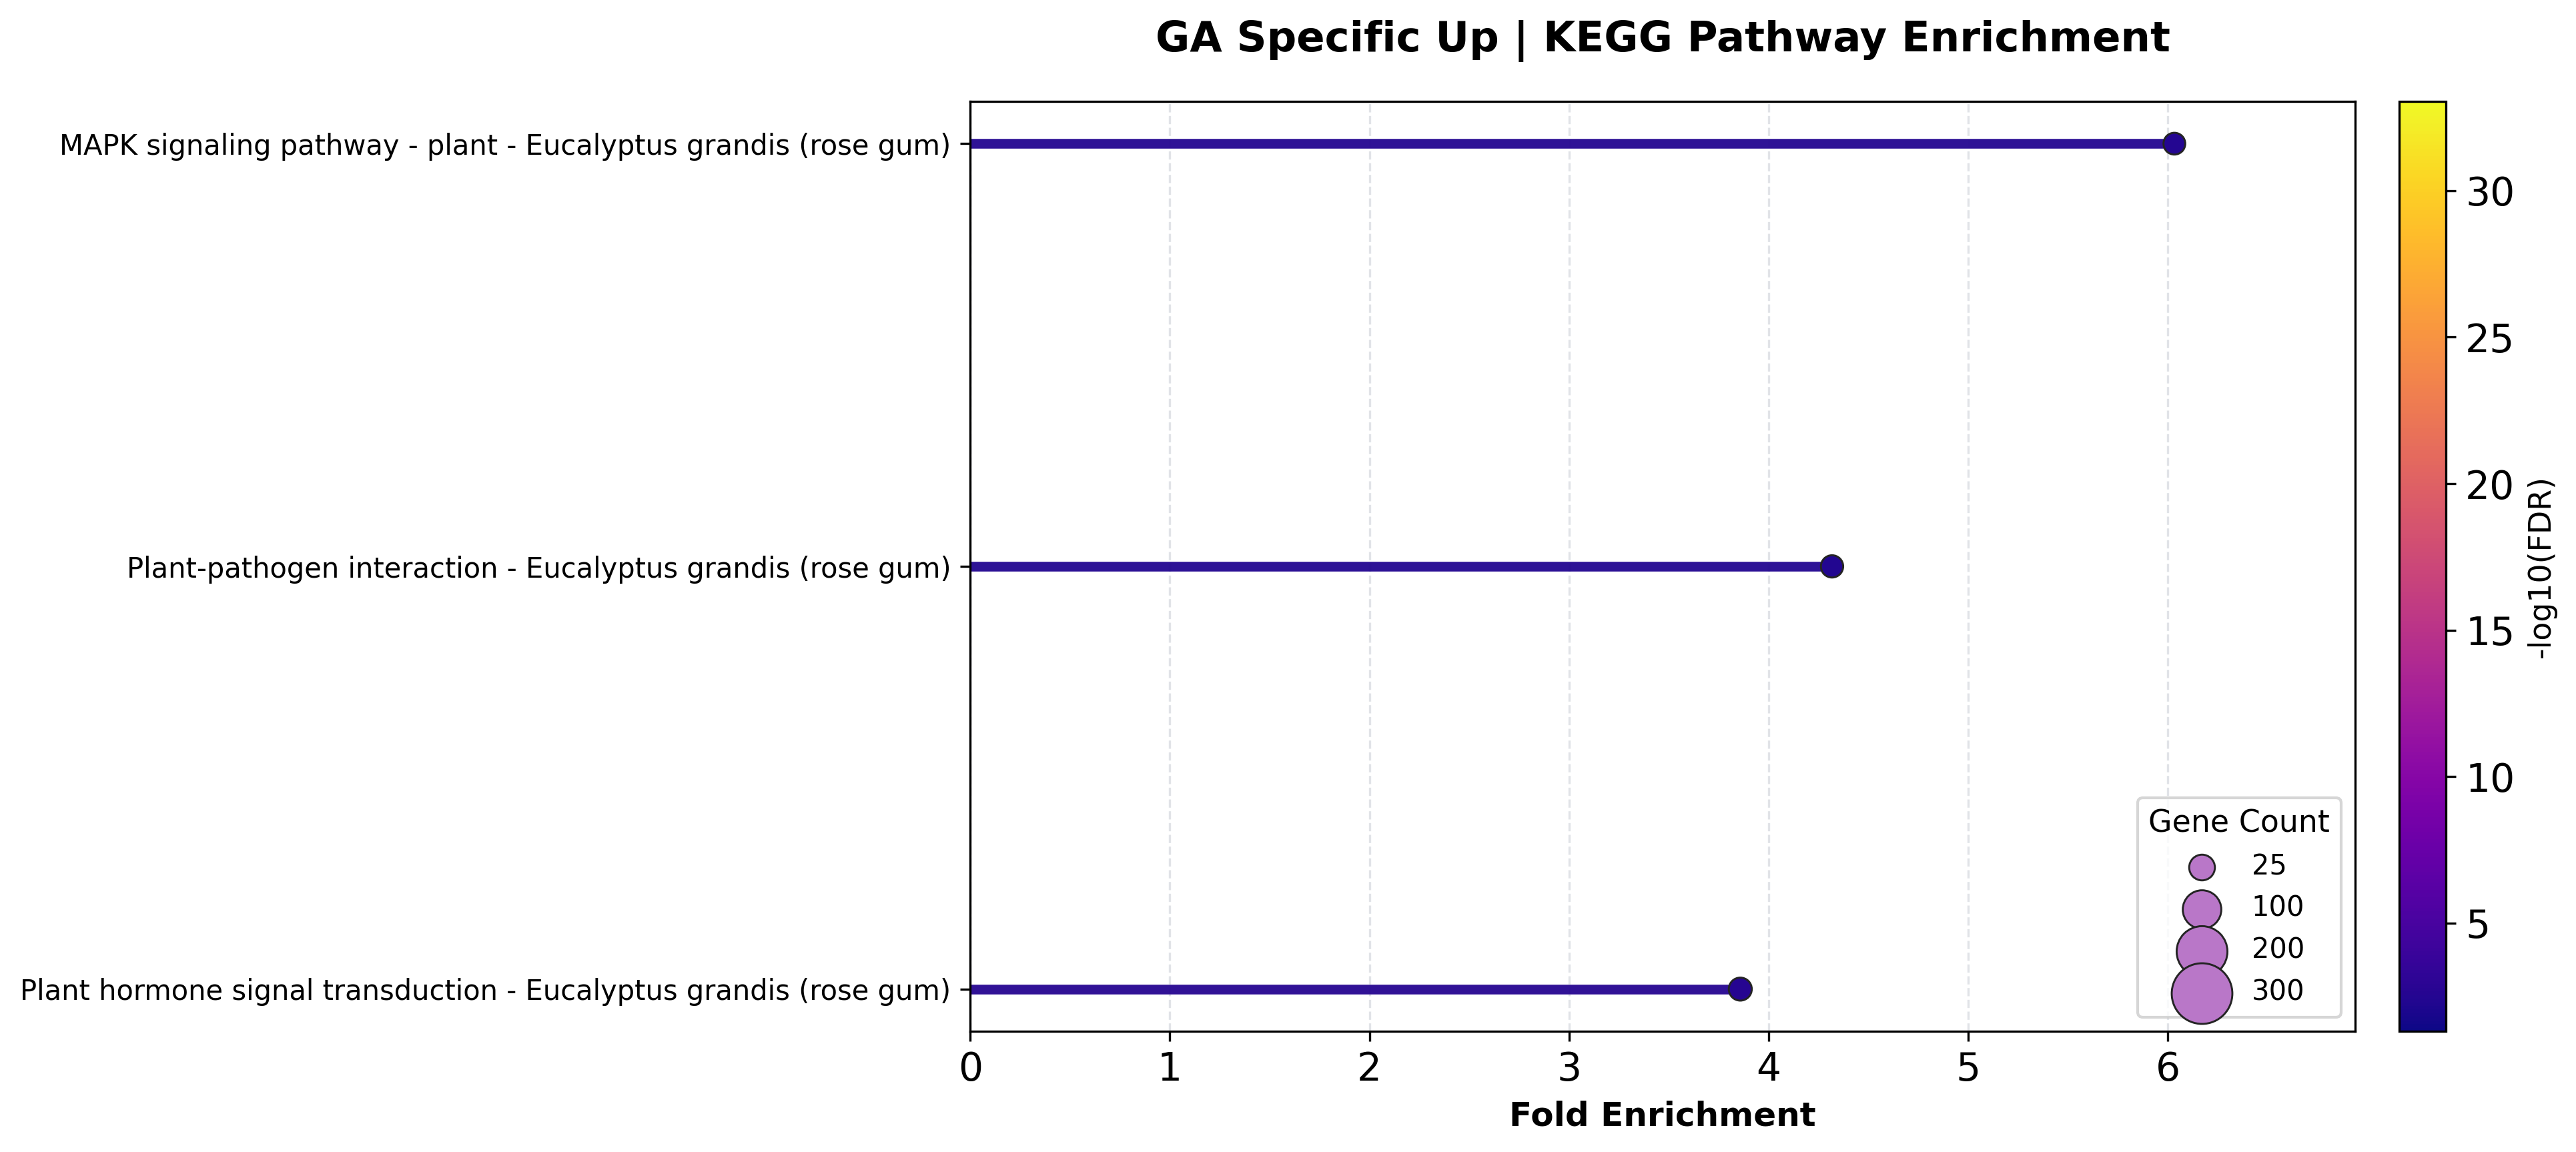 GA Specific Up | KEGG Pathway Enrichment
MAPK signaling pathway - plant - Eucalyptus grandis (rose gum)
Plant-pathogen interaction - Eucalyptus grandis (rose gum)
Plant hormone signal transduction - Eucalyptus grandis (rose gum)
0 1 2 3 4 5 6
Fold Enrichment
Gene Count
25
100
200
300
30
25
20
15
10
5
-log10(FDR)